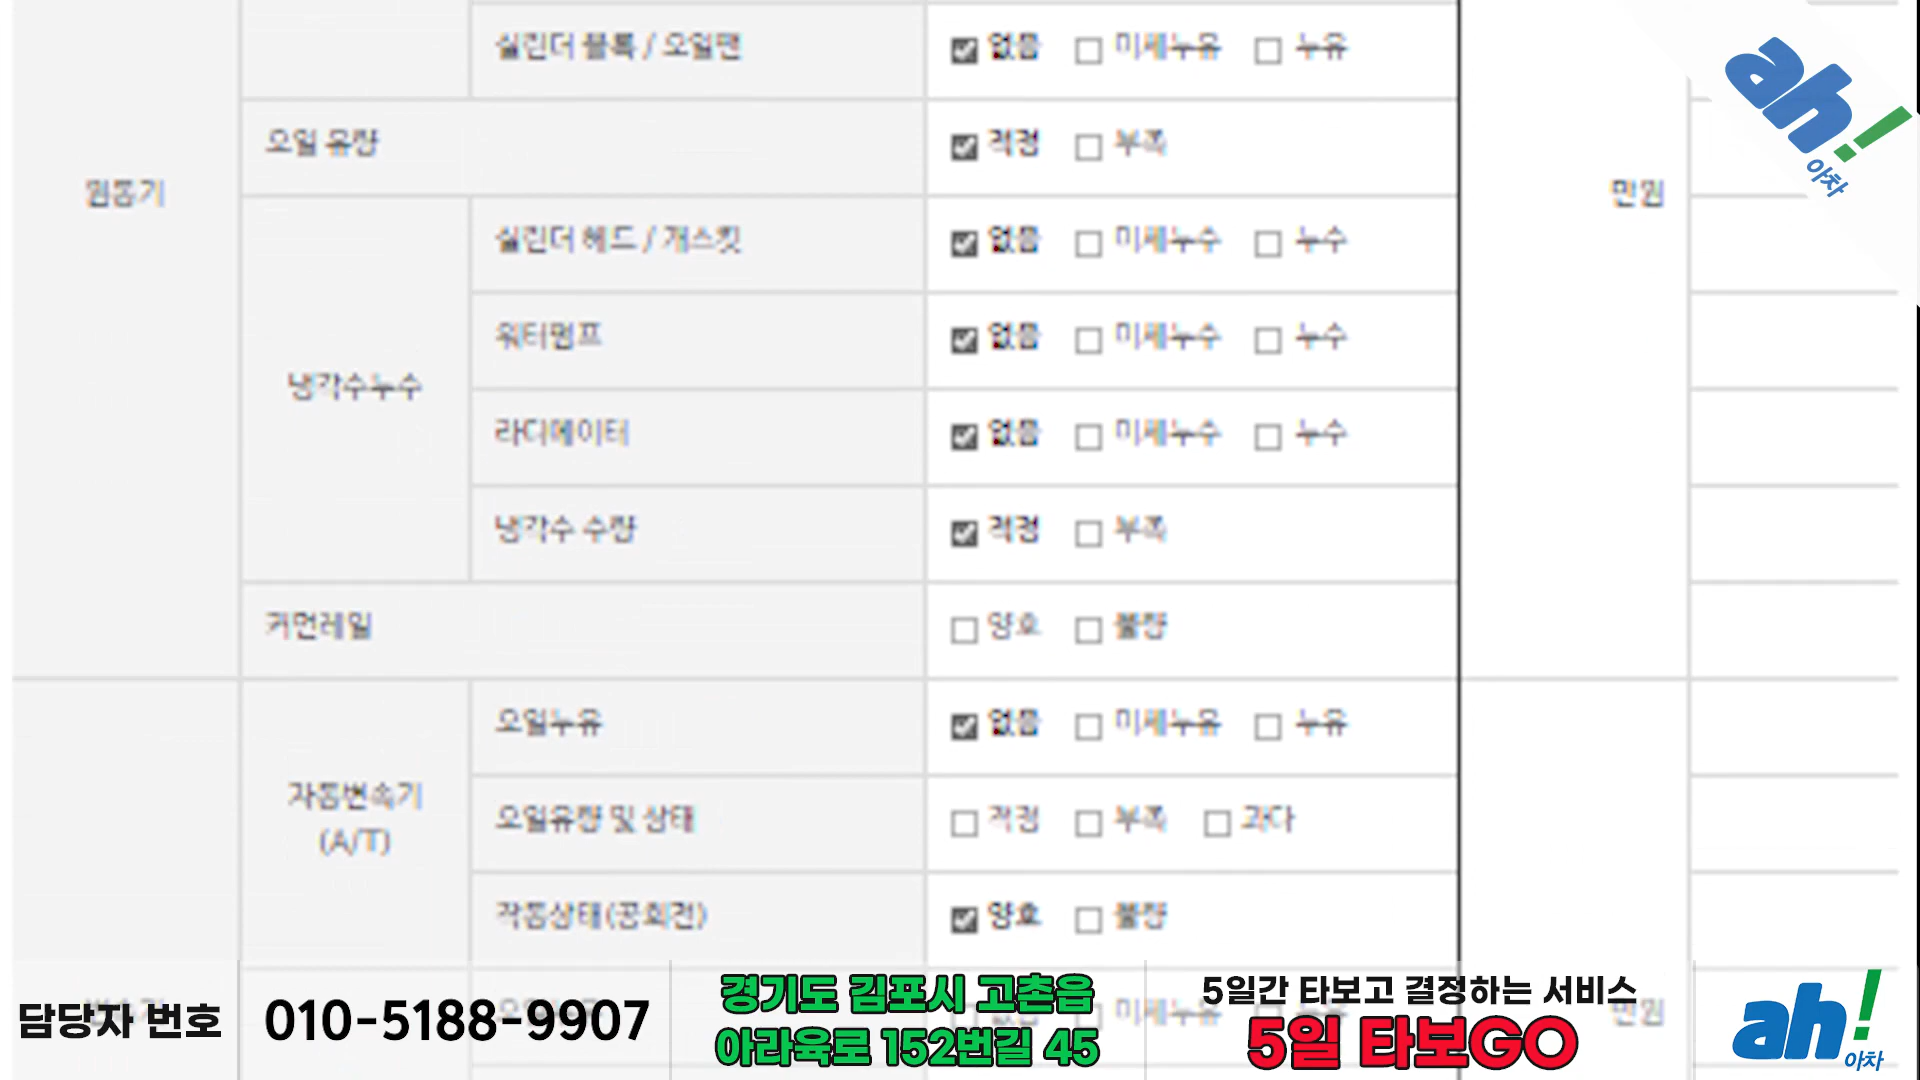 실린더 블록 / 오일팬 없음 미세누유 누유
오일 유량 적정 부족
원동기 만원
실린더 헤드 / 개스킷 없음 미세누수 누수
워터펌프 없음 미세누수 누수
냉각수누수
라디에이터 없음 미세누수 누수
냉각수 수량 적정 부족
커먼레일 양호 불량
오일누유 없음 미세누유 누유
자동변속기
(A/T)
오일유량 및 상태 적정 부족 과다
작동상태(공회전) 양호 불량
ah!
아차
담당자 번호 010-5188-9907
경기도 김포시 고촌읍
아라육로 152번길 45
5일간 타보고 결정하는 서비스
5일 타보GO
만원
ah!
아차